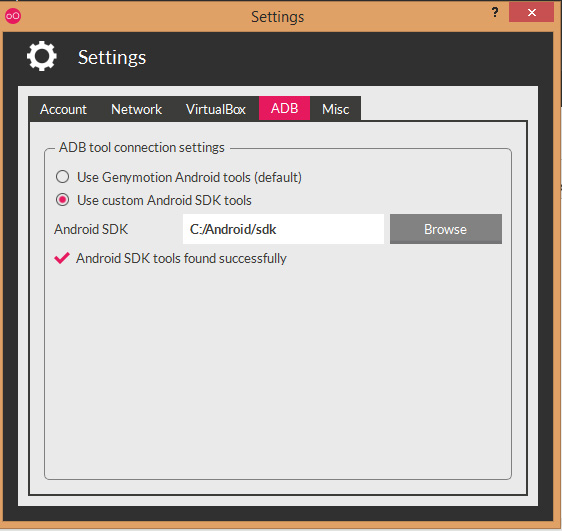 Settings
?
Settings
Account Network VirtualBox ADB Misc
ADB tool connection settings
Use Genymotion Android tools (default)
Use custom Android SDK tools
Android SDK C:/Android/sdk Browse
Android SDK tools found successfully